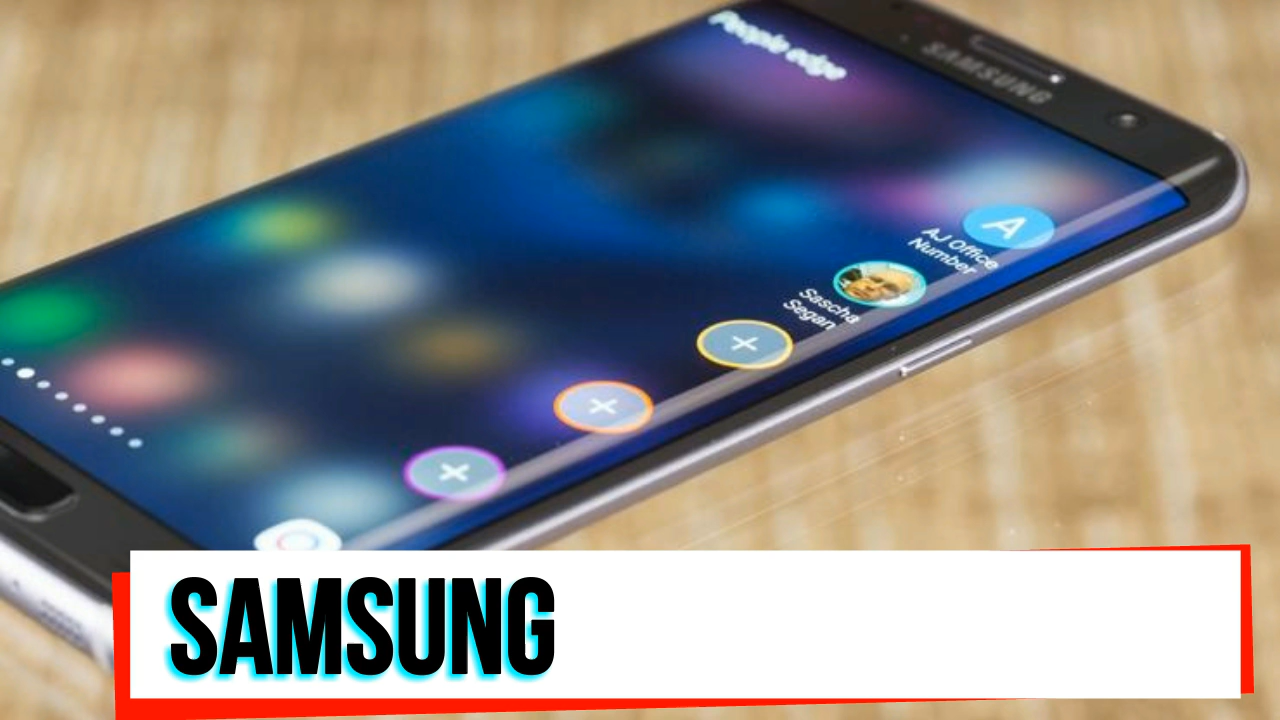 People edge
SAMSUNG
A
AJ Office
Number
Sascha
Segan
SAMSUNG